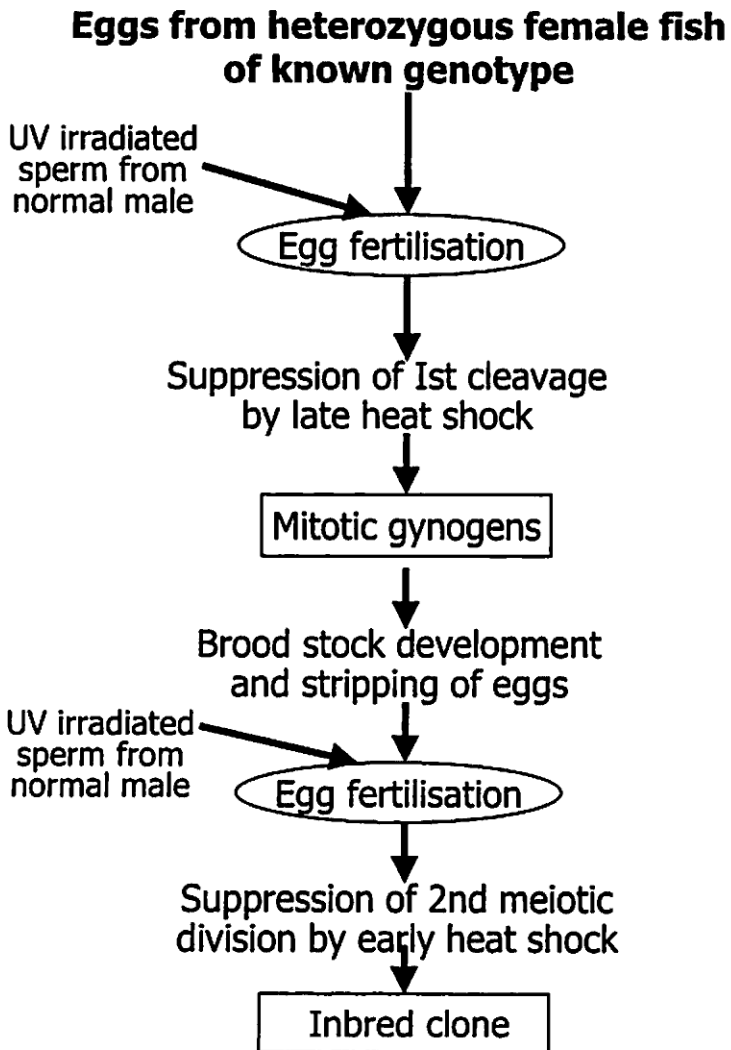 Eggs from heterozygous female fish
of known genotype
UV irradiated
sperm from
normal male
Egg fertilisation
Suppression of Ist cleavage
by late heat shock
Mitotic gynogens
Brood stock development
and stripping of eggs
UV irradiated
sperm from
normal male
Egg fertilisation
Suppression of 2nd meiotic
division by early heat shock
Inbred clone